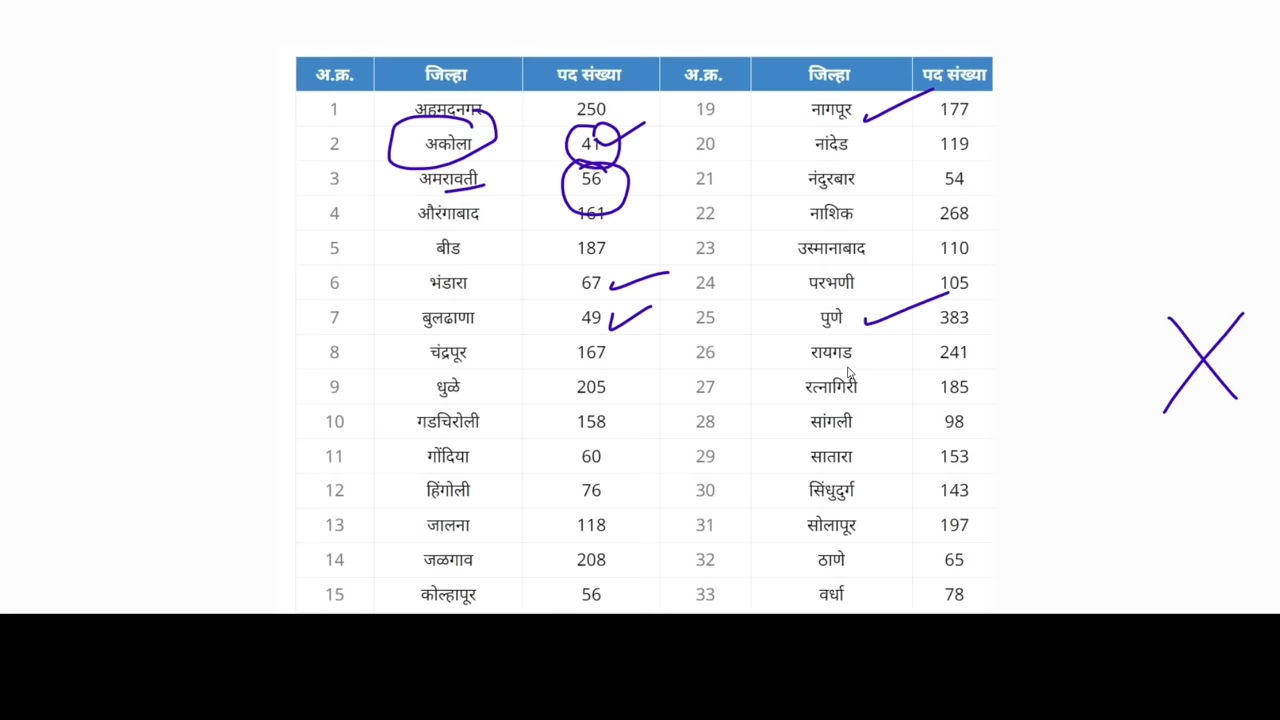 अ.क्र. जिल्हा पद संख्या अ.क्र. जिल्हा पद संख्या
1 अहमदनगर 250 19 नागपूर 177
2 अकोला 41 20 नांदेड 119
3 अमरावती 56 21 नंदुरबार 54
4 औरंगाबाद 161 22 नाशिक 268
5 बीड 187 23 उस्मानाबाद 110
6 भंडारा 67 24 परभणी 105
7 बुलढाणा 49 25 पुणे 383
8 चंद्रपूर 167 26 रायगड 241
9 धुळे 205 27 रत्नागिरी 185
10 गडचिरोली 158 28 सांगली 98
11 गोंदिया 60 29 सातारा 153
12 हिंगोली 76 30 सिंधुदुर्ग 143
13 जालना 118 31 सोलापूर 197
14 जळगाव 208 32 ठाणे 65
15 कोल्हापूर 56 33 वर्धा 78